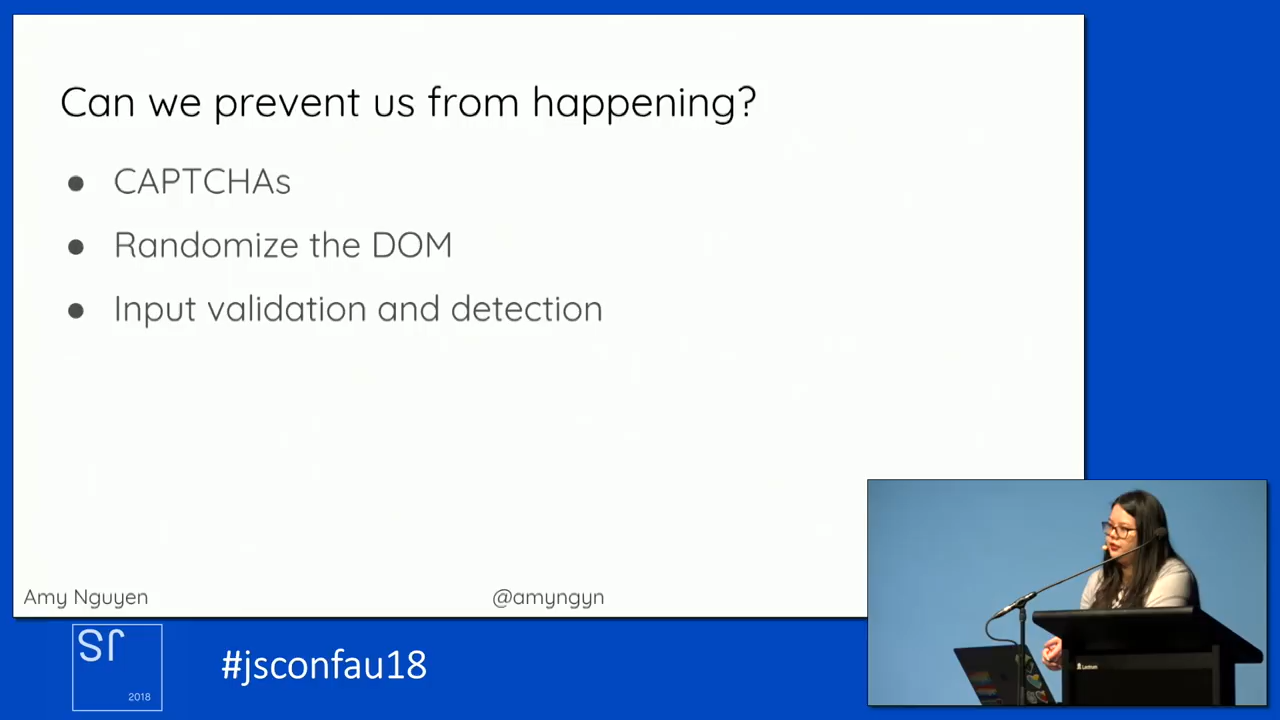 Can we prevent us from happening?
● CAPTCHAs
● Randomize the DOM
● Input validation and detection
Amy Nguyen
@amyngyn
#jsconfau18
2018
Lectrum